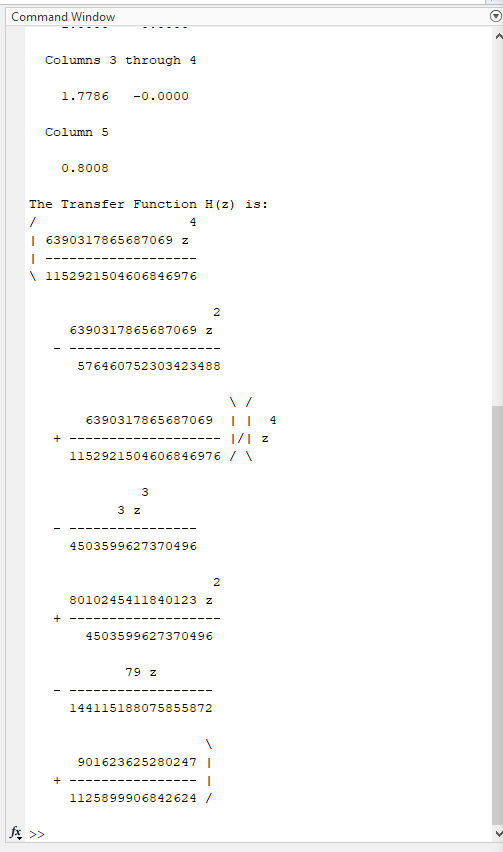 Command Window
Columns 3 through 4
1.7786   -0.0000
Column 5
0.8008
The Transfer Function H(z) is:
/                    4
| 6390317865687069 z
| -------------------
\ 1152921504606846976
                       2
     6390317865687069 z
   - -------------------
      576460752303423488
                         \ /
       6390317865687069  | |  4
   + ------------------- |/| z
     1152921504606846976 / \
              3
           3 z
   - ----------------
     4503599627370496
                       2
     8010245411840123 z
   + -------------------
       4503599627370496
            79 z
   - ------------------
     144115188075855872
                      \
      901623625280247 |
   + ---------------- |
     1125899906842624 /
fx >>